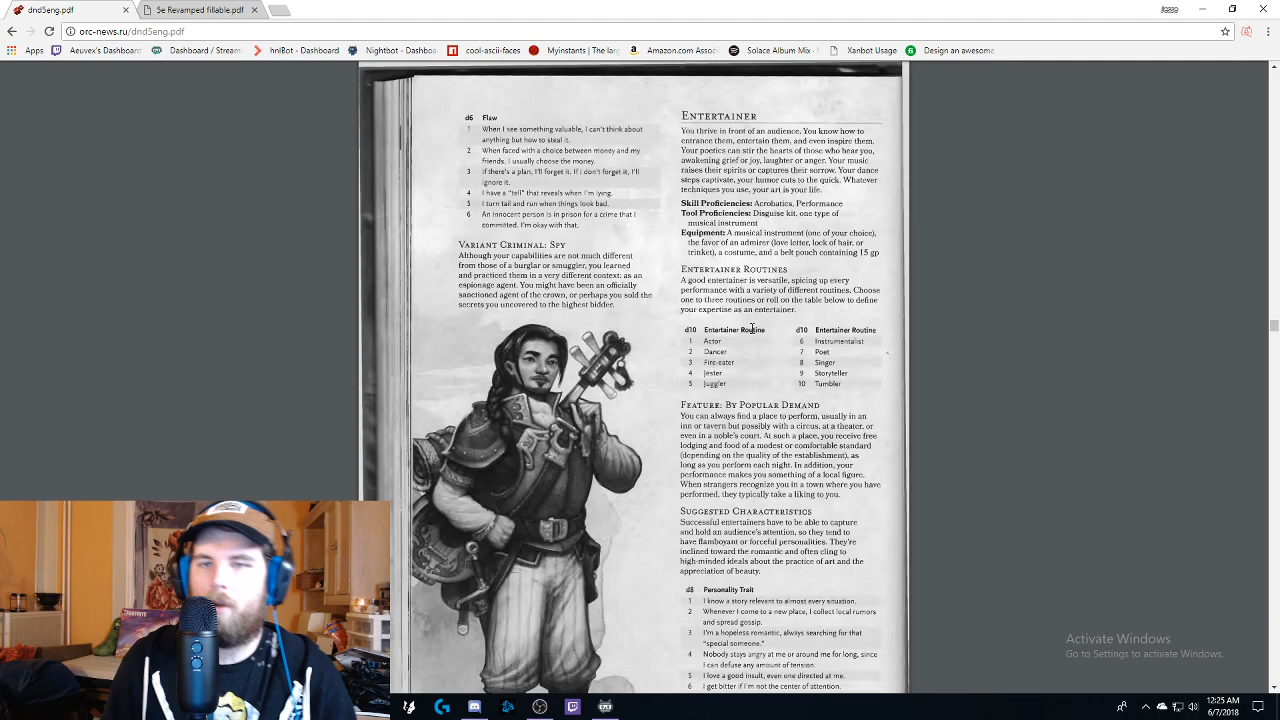 dnd5eng.pdf
5e Revamped fillable.pdf
orc-news.ru/dnd5eng.pdf
Apps
Aeuvex's Dashboard
Dashboard / Stream
hnlBot - Dashboard
Nightbot - Dashboa
cool-ascii-faces
Myinstants | The larg
Amazon.com Associ
Solace Album Mix -
Xanbot Usage
Design an awesome
d6 Flaw
1 When I see something valuable, I can't think about
anything but how to steal it.
2 When faced with a choice between money and my
friends, I usually choose the money.
3 If there's a plan, I'll forget it. If I don't forget it, I'll
ignore it.
4 I have a "tell" that reveals when I'm lying.
5 I turn tail and run when things look bad.
6 An innocent person is in prison for a crime that I
committed. I'm okay with that.
VARIANT CRIMINAL: SPY
Although your capabilities are not much different
from those of a burglar or smuggler, you learned
and practiced them in a very different context: as an
espionage agent. You might have been an officially
sanctioned agent of the crown, or perhaps you sold the
secrets you uncovered to the highest bidder.
ENTERTAINER
You thrive in front of an audience. You know how to
entrance them, entertain them, and even inspire them.
Your poetics can stir the hearts of those who hear you,
awakening grief or joy, laughter or anger. Your music
raises their spirits or captures their sorrow. Your dance
steps captivate, your humor cuts to the quick. Whatever
techniques you use, your art is your life.
Skill Proficiencies: Acrobatics, Performance
Tool Proficiencies: Disguise kit, one type of
musical instrument
Equipment: A musical instrument (one of your choice),
the favor of an admirer (love letter, lock of hair, or
trinket), a costume, and a belt pouch containing 15 gp
ENTERTAINER ROUTINES
A good entertainer is versatile, spicing up every
performance with a variety of different routines. Choose
one to three routines or roll on the table below to define
your expertise as an entertainer.
d10 Entertainer Routine d10 Entertainer Routine
1 Actor 6 Instrumentalist
2 Dancer 7 Poet
3 Fire-eater 8 Singer
4 Jester 9 Storyteller
5 Juggler 10 Tumbler
FEATURE: BY POPULAR DEMAND
You can always find a place to perform, usually in an
inn or tavern but possibly with a circus, at a theater, or
even in a noble's court. At such a place, you receive free
lodging and food of a modest or comfortable standard
(depending on the quality of the establishment), as
long as you perform each night. In addition, your
performance makes you something of a local figure.
When strangers recognize you in a town where you have
performed, they typically take a liking to you.
SUGGESTED CHARACTERISTICS
Successful entertainers have to be able to capture
and hold an audience's attention, so they tend to
have flamboyant or forceful personalities. They're
inclined toward the romantic and often cling to
high-minded ideals about the practice of art and the
appreciation of beauty.
d8 Personality Trait
1 I know a story relevant to almost every situation.
2 Whenever I come to a new place, I collect local rumors
and spread gossip.
3 I'm a hopeless romantic, always searching for that
"special someone."
4 Nobody stays angry at me or around me for long, since
I can defuse any amount of tension.
5 I love a good insult, even one directed at me.
6 I get bitter if I'm not the center of attention.
Activate Windows
Go to Settings to activate Windows.
12:25 AM
6/7/2018